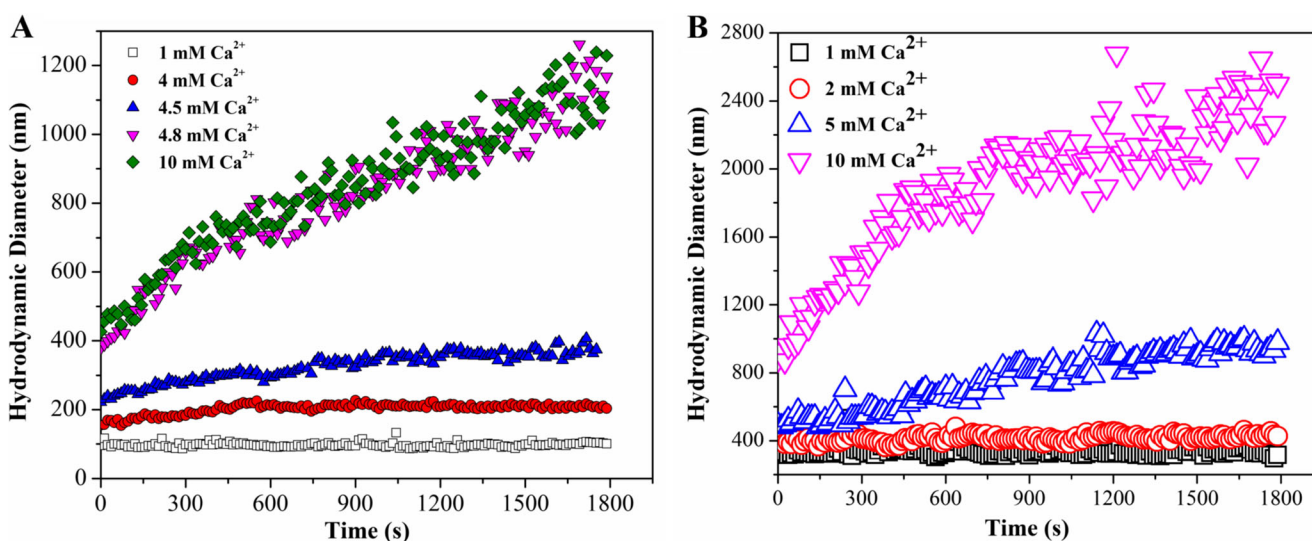 A
1 mM Ca²⁺
4 mM Ca²⁺
4.5 mM Ca²⁺
4.8 mM Ca²⁺
10 mM Ca²⁺
Hydrodynamic Diameter (nm)
1200
1000
800
600
400
200
0
0 300 600 900 1200 1500 1800
Time (s)
B
1 mM Ca²⁺
2 mM Ca²⁺
5 mM Ca²⁺
10 mM Ca²⁺
Hydrodynamic Diameter (nm)
2800
2400
2000
1600
1200
800
400
0 300 600 900 1200 1500 1800
Time (s)